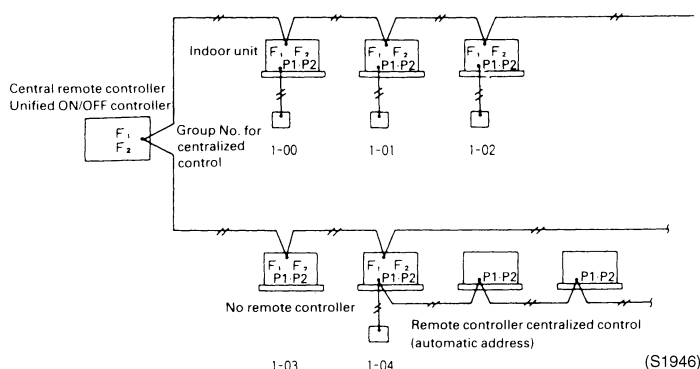 Indoor unit
F₁ F₂
P1·P2
F₁ F₂
P1·P2
F₁ F₂
P1·P2
Central remote controller
Unified ON/OFF controller
F₁
F₂
Group No. for
centralized
control
1-00
1-01
1-02
F₁ F₂
P1·P2
F₁ F₂
P1·P2
P1·P2
P1·P2
No remote controller
Remote controller centralized control
(automatic address)
1-03
1-04
(S1946)